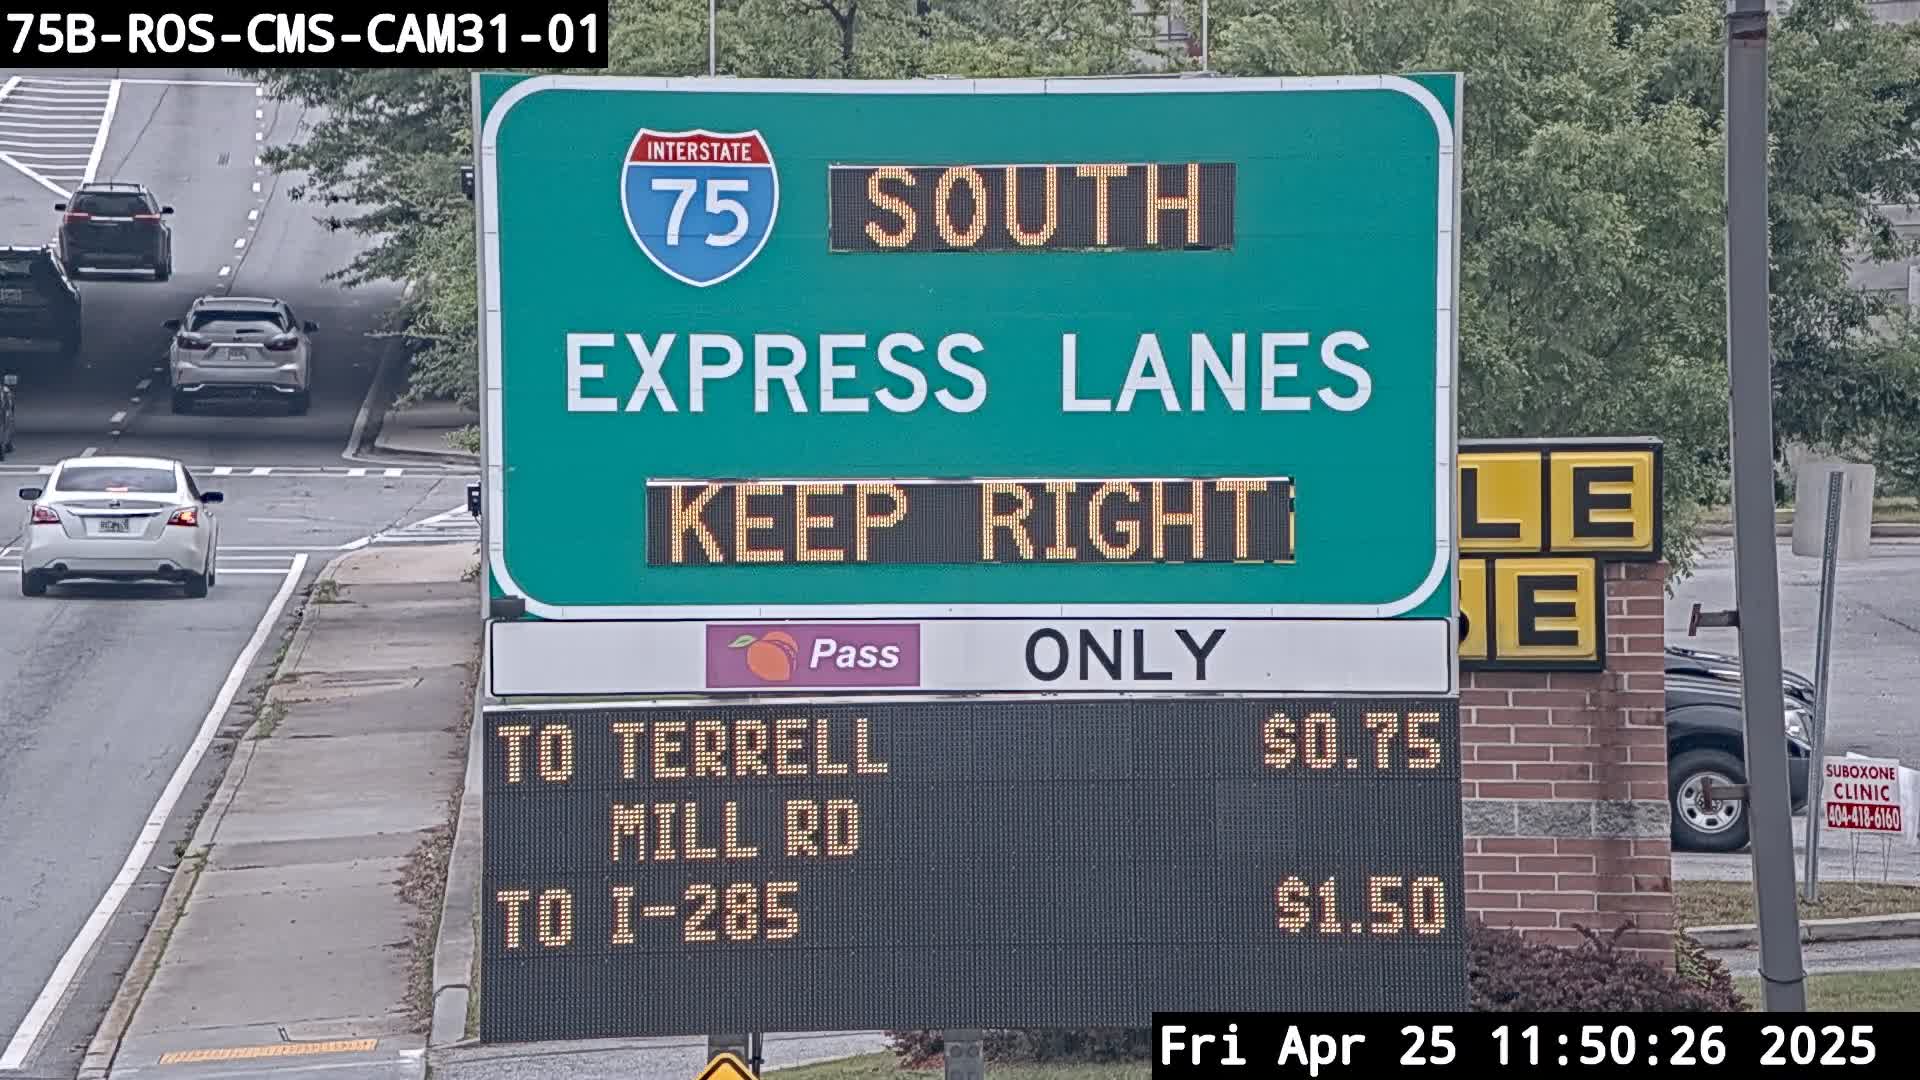 75B-ROS-CMS-CAM31-01
INTERSTATE
75
SOUTH
EXPRESS LANES
KEEP RIGHT
Pass ONLY
TO TERRELL $0.75
MILL RD
TO I-285 $1.50
LE
E
SUBOXONE
CLINIC
404-418-6160
Fri Apr 25 11:50:26 2025